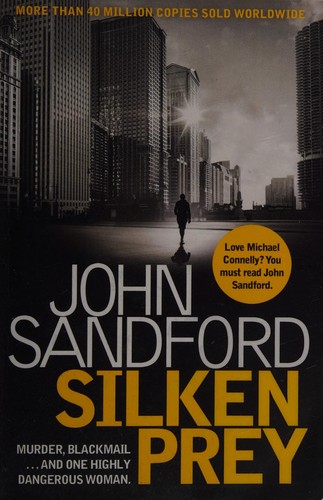 MORE THAN 40 MILLION COPIES SOLD WORLDWIDE
Love Michael
Connelly? You
must read John
Sandford.
JOHN
SANDFORD
SILKEN
PREY
MURDER, BLACKMAIL
...AND ONE HIGHLY
DANGEROUS WOMAN.